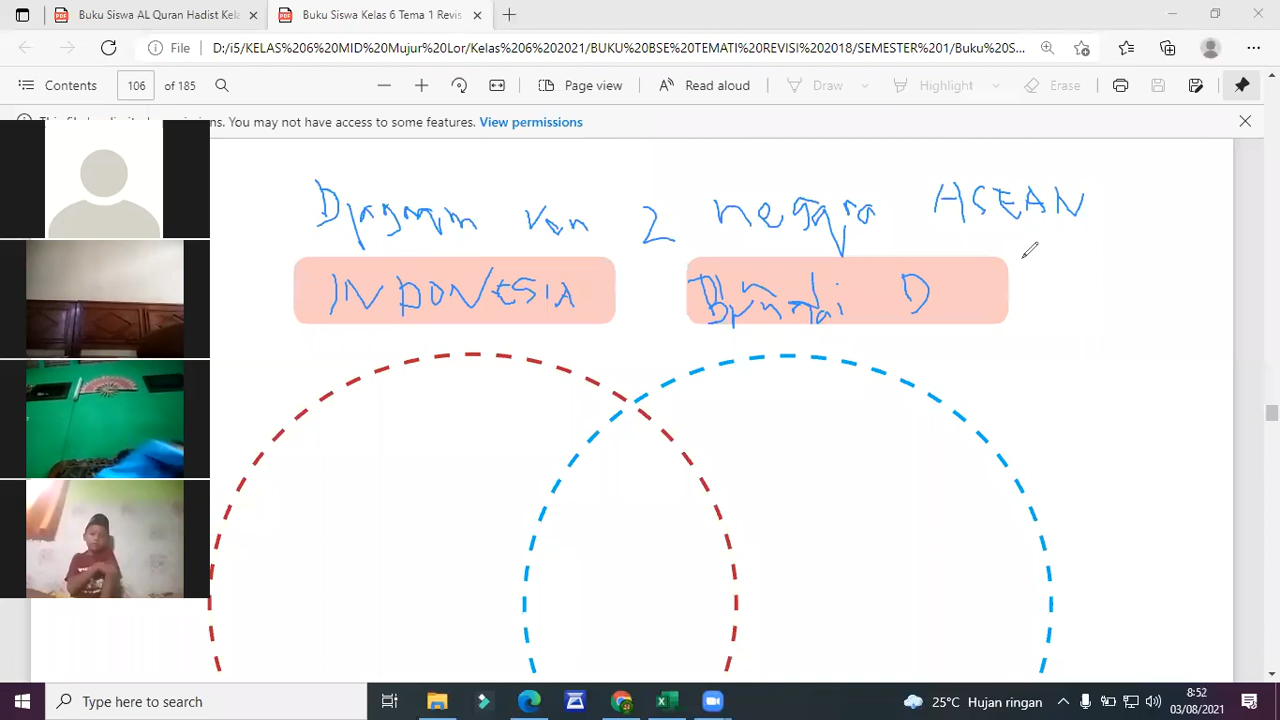 Buku Siswa AL Quran Hadist Kela
Buku Siswa Kelas 6 Tema 1 Revis
File
D:/i5/KELAS%206%20MID%20Mujur%20Lor/Kelas%206%202021/BUKU%20BSE%20TEMATI%20REVISI%202018/SEMESTER%201/Buku%20S...
Contents
106 of 185
Page view
Read aloud
Draw
Highlight
Erase
permissions. You may not have access to some features. View permissions
Diagram Van 2 negara ASEAN
INDONESIA
D
Type here to search
25°C Hujan ringan
8:52
03/08/2021